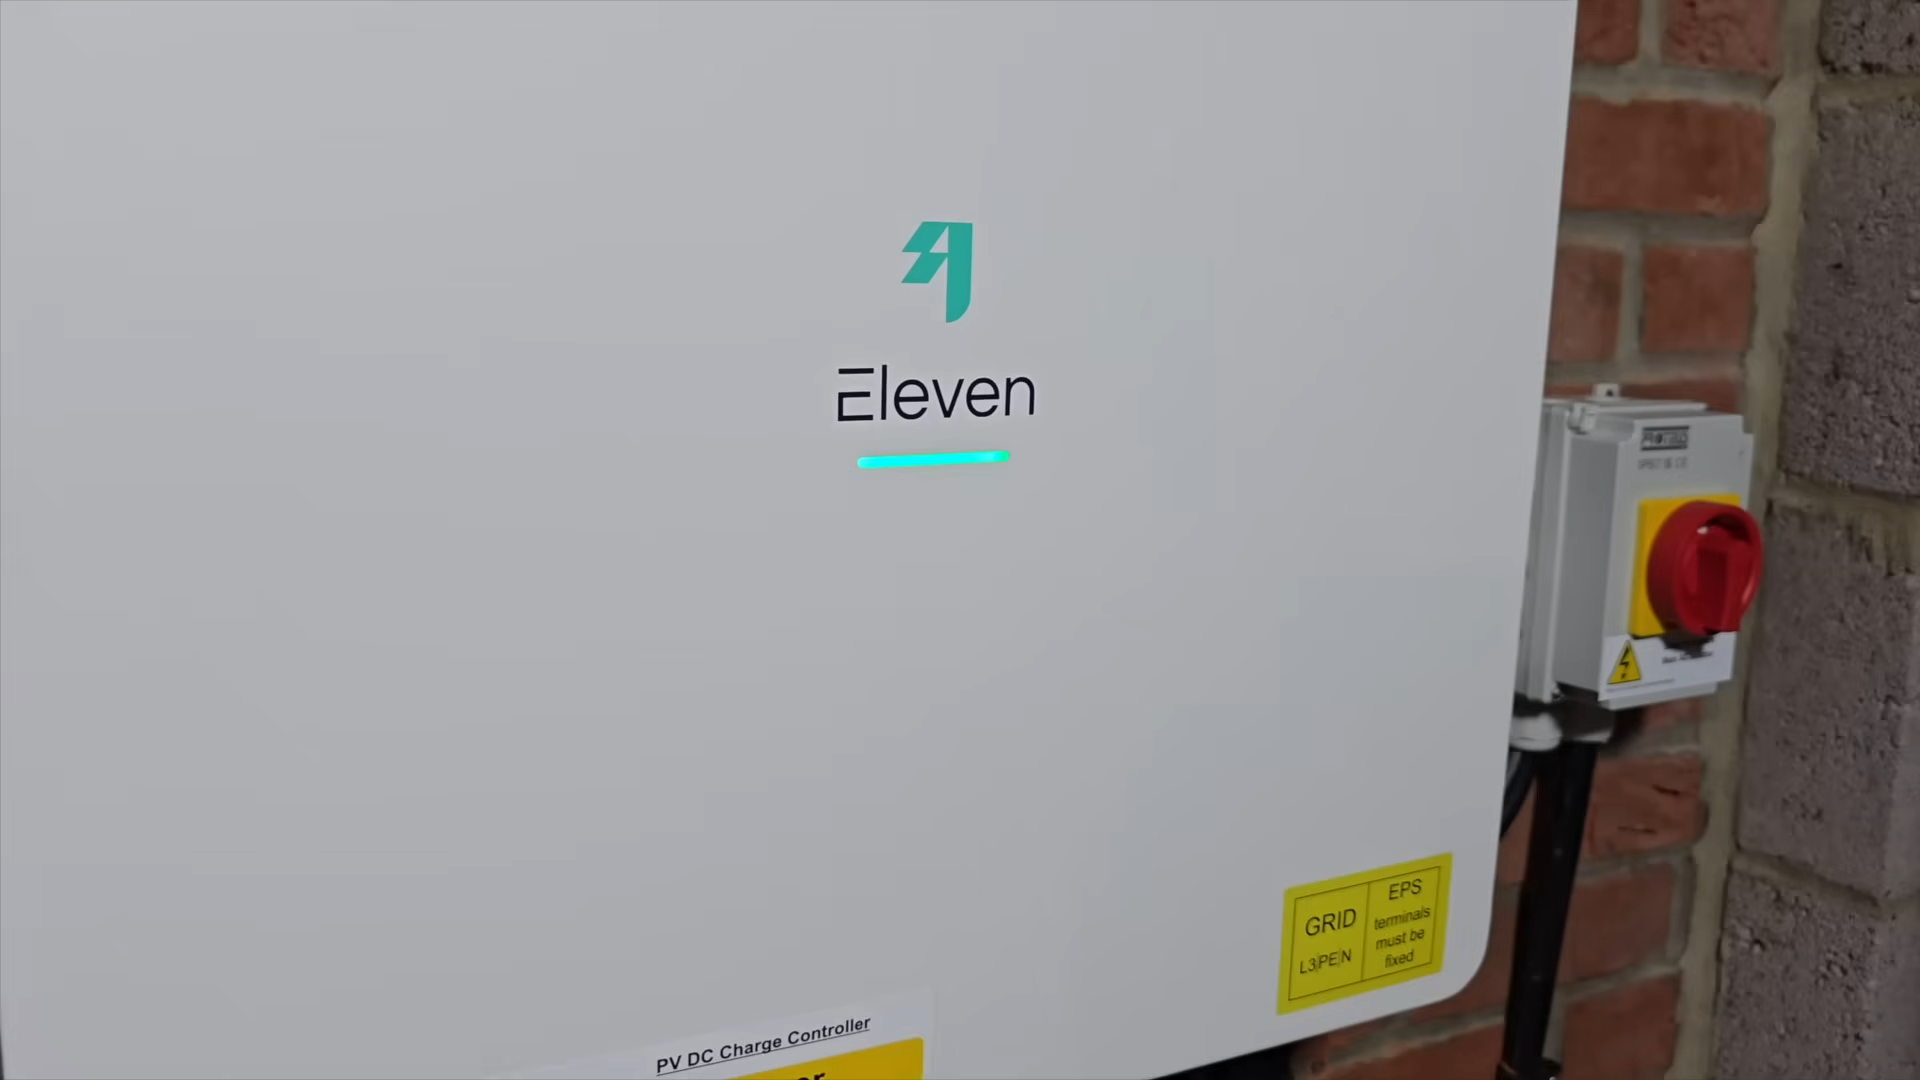 Eleven
GRID
L3|PE|N
EPS
terminals
must be
fixed
PV DC Charge Controller